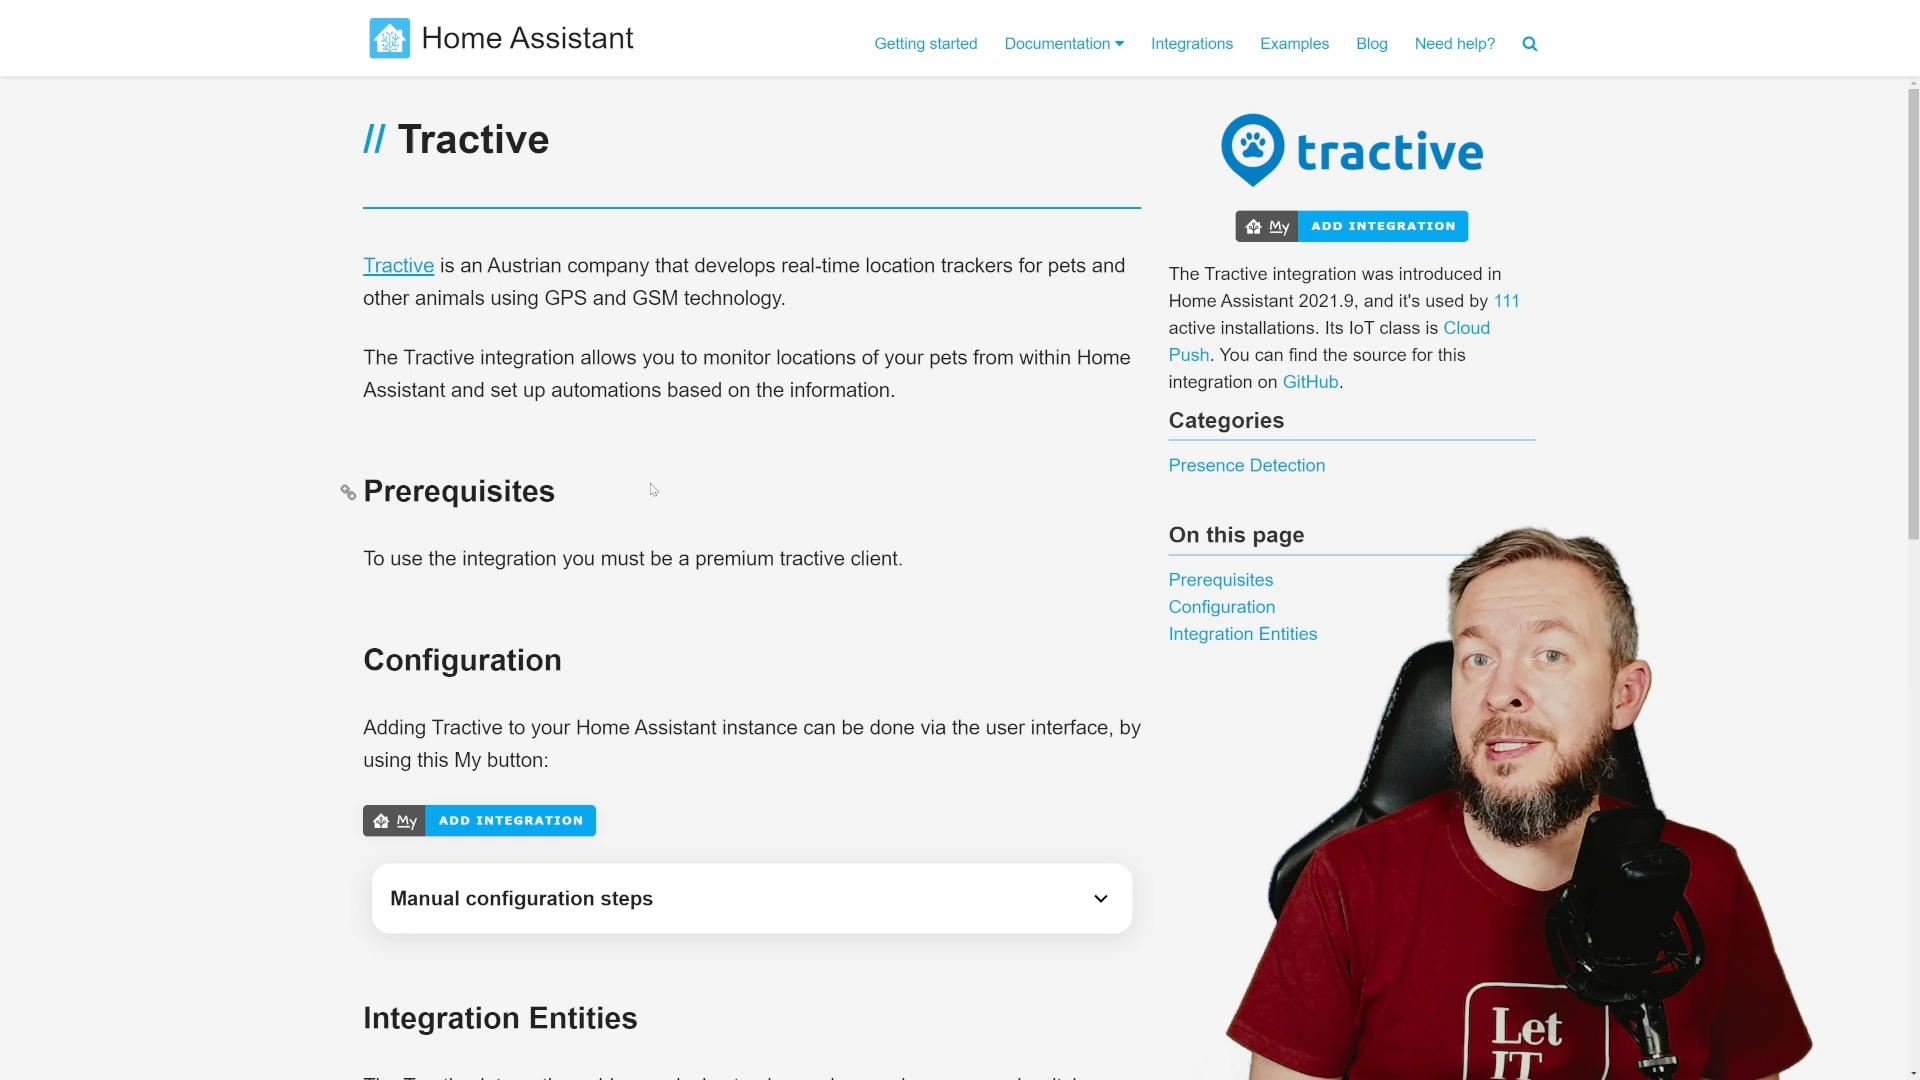 Home Assistant
Getting started
Documentation
Integrations
Examples
Blog
Need help?
// Tractive
Tractive is an Austrian company that develops real-time location trackers for pets and
other animals using GPS and GSM technology.
The Tractive integration allows you to monitor locations of your pets from within Home
Assistant and set up automations based on the information.
Prerequisites
To use the integration you must be a premium tractive client.
Configuration
Adding Tractive to your Home Assistant instance can be done via the user interface, by
using this My button:
My ADD INTEGRATION
Manual configuration steps
Integration Entities
tractive
My ADD INTEGRATION
The Tractive integration was introduced in
Home Assistant 2021.9, and it's used by 111
active installations. Its IoT class is Cloud
Push. You can find the source for this
integration on GitHub.
Categories
Presence Detection
On this page
Prerequisites
Configuration
Integration Entities
Let
IT